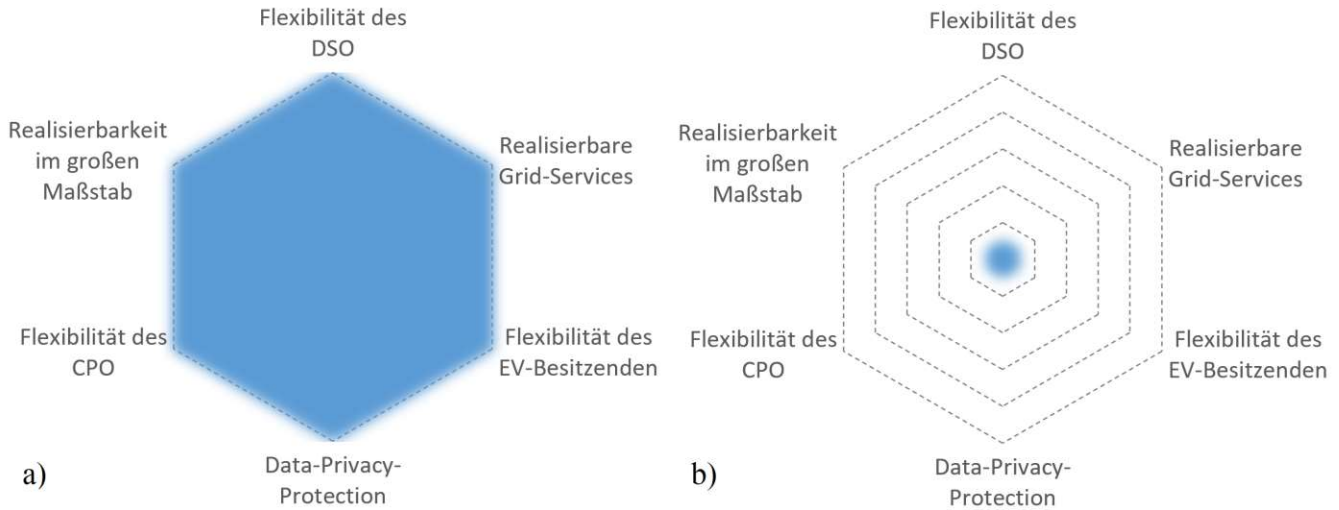 Flexibilität des
DSO
Realisierbarkeit
im großen
Maßstab
Realisierbare
Grid-Services
Flexibilität des
CPO
Flexibilität des
EV-Besitzenden
Data-Privacy-
Protection
a)
Flexibilität des
DSO
Realisierbarkeit
im großen
Maßstab
Realisierbare
Grid-Services
Flexibilität des
CPO
Flexibilität des
EV-Besitzenden
Data-Privacy-
Protection
b)